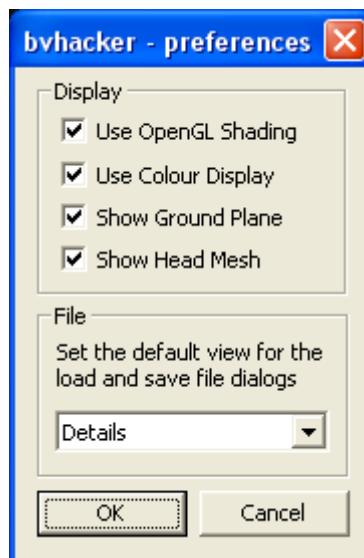 bvhacker - preferences
Display
Use OpenGL Shading
Use Colour Display
Show Ground Plane
Show Head Mesh
File
Set the default view for the
load and save file dialogs
Details
OK
Cancel